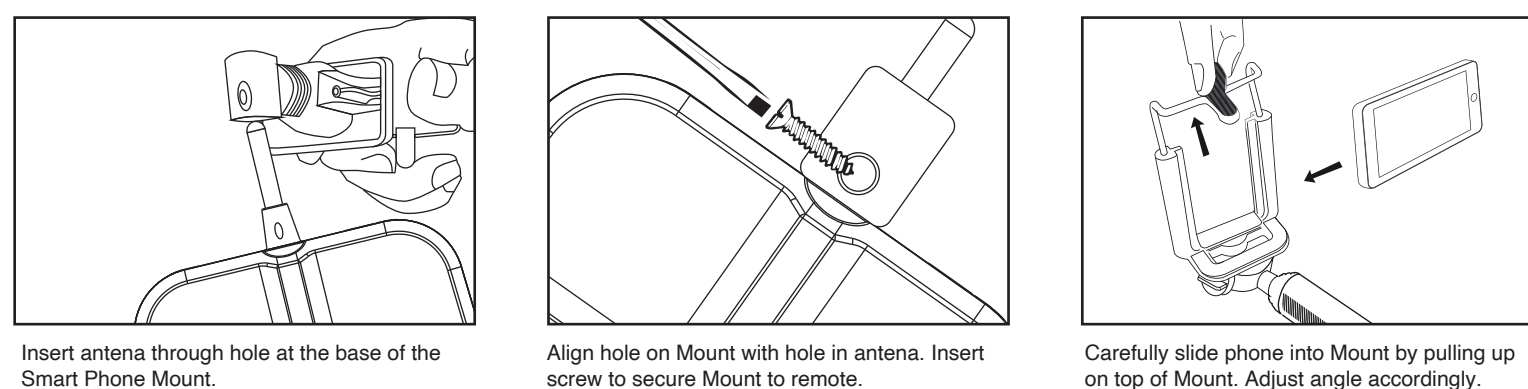 Insert antena through hole at the base of the
Smart Phone Mount.
Align hole on Mount with hole in antena. Insert
screw to secure Mount to remote.
Carefully slide phone into Mount by pulling up
on top of Mount. Adjust angle accordingly.